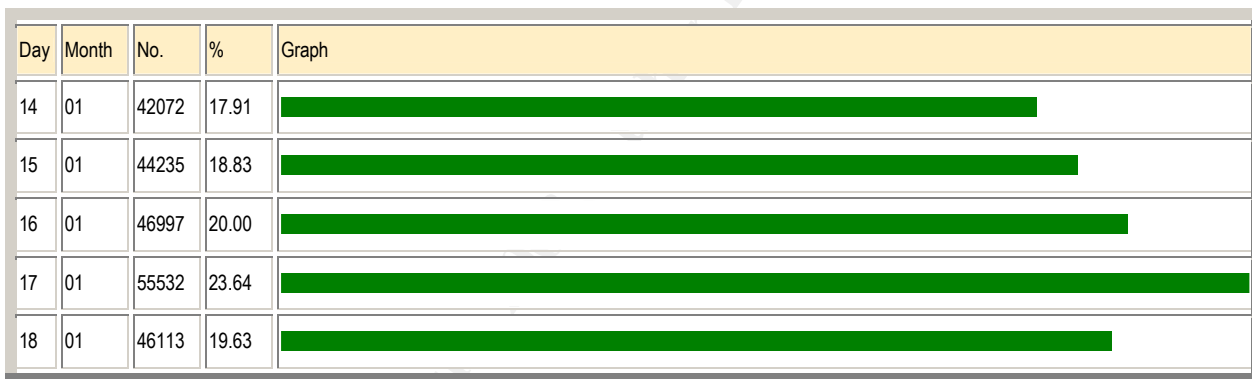 Day Month No. % Graph
14 01 42072 17.91
15 01 44235 18.83
16 01 46997 20.00
17 01 55532 23.64
18 01 46113 19.63